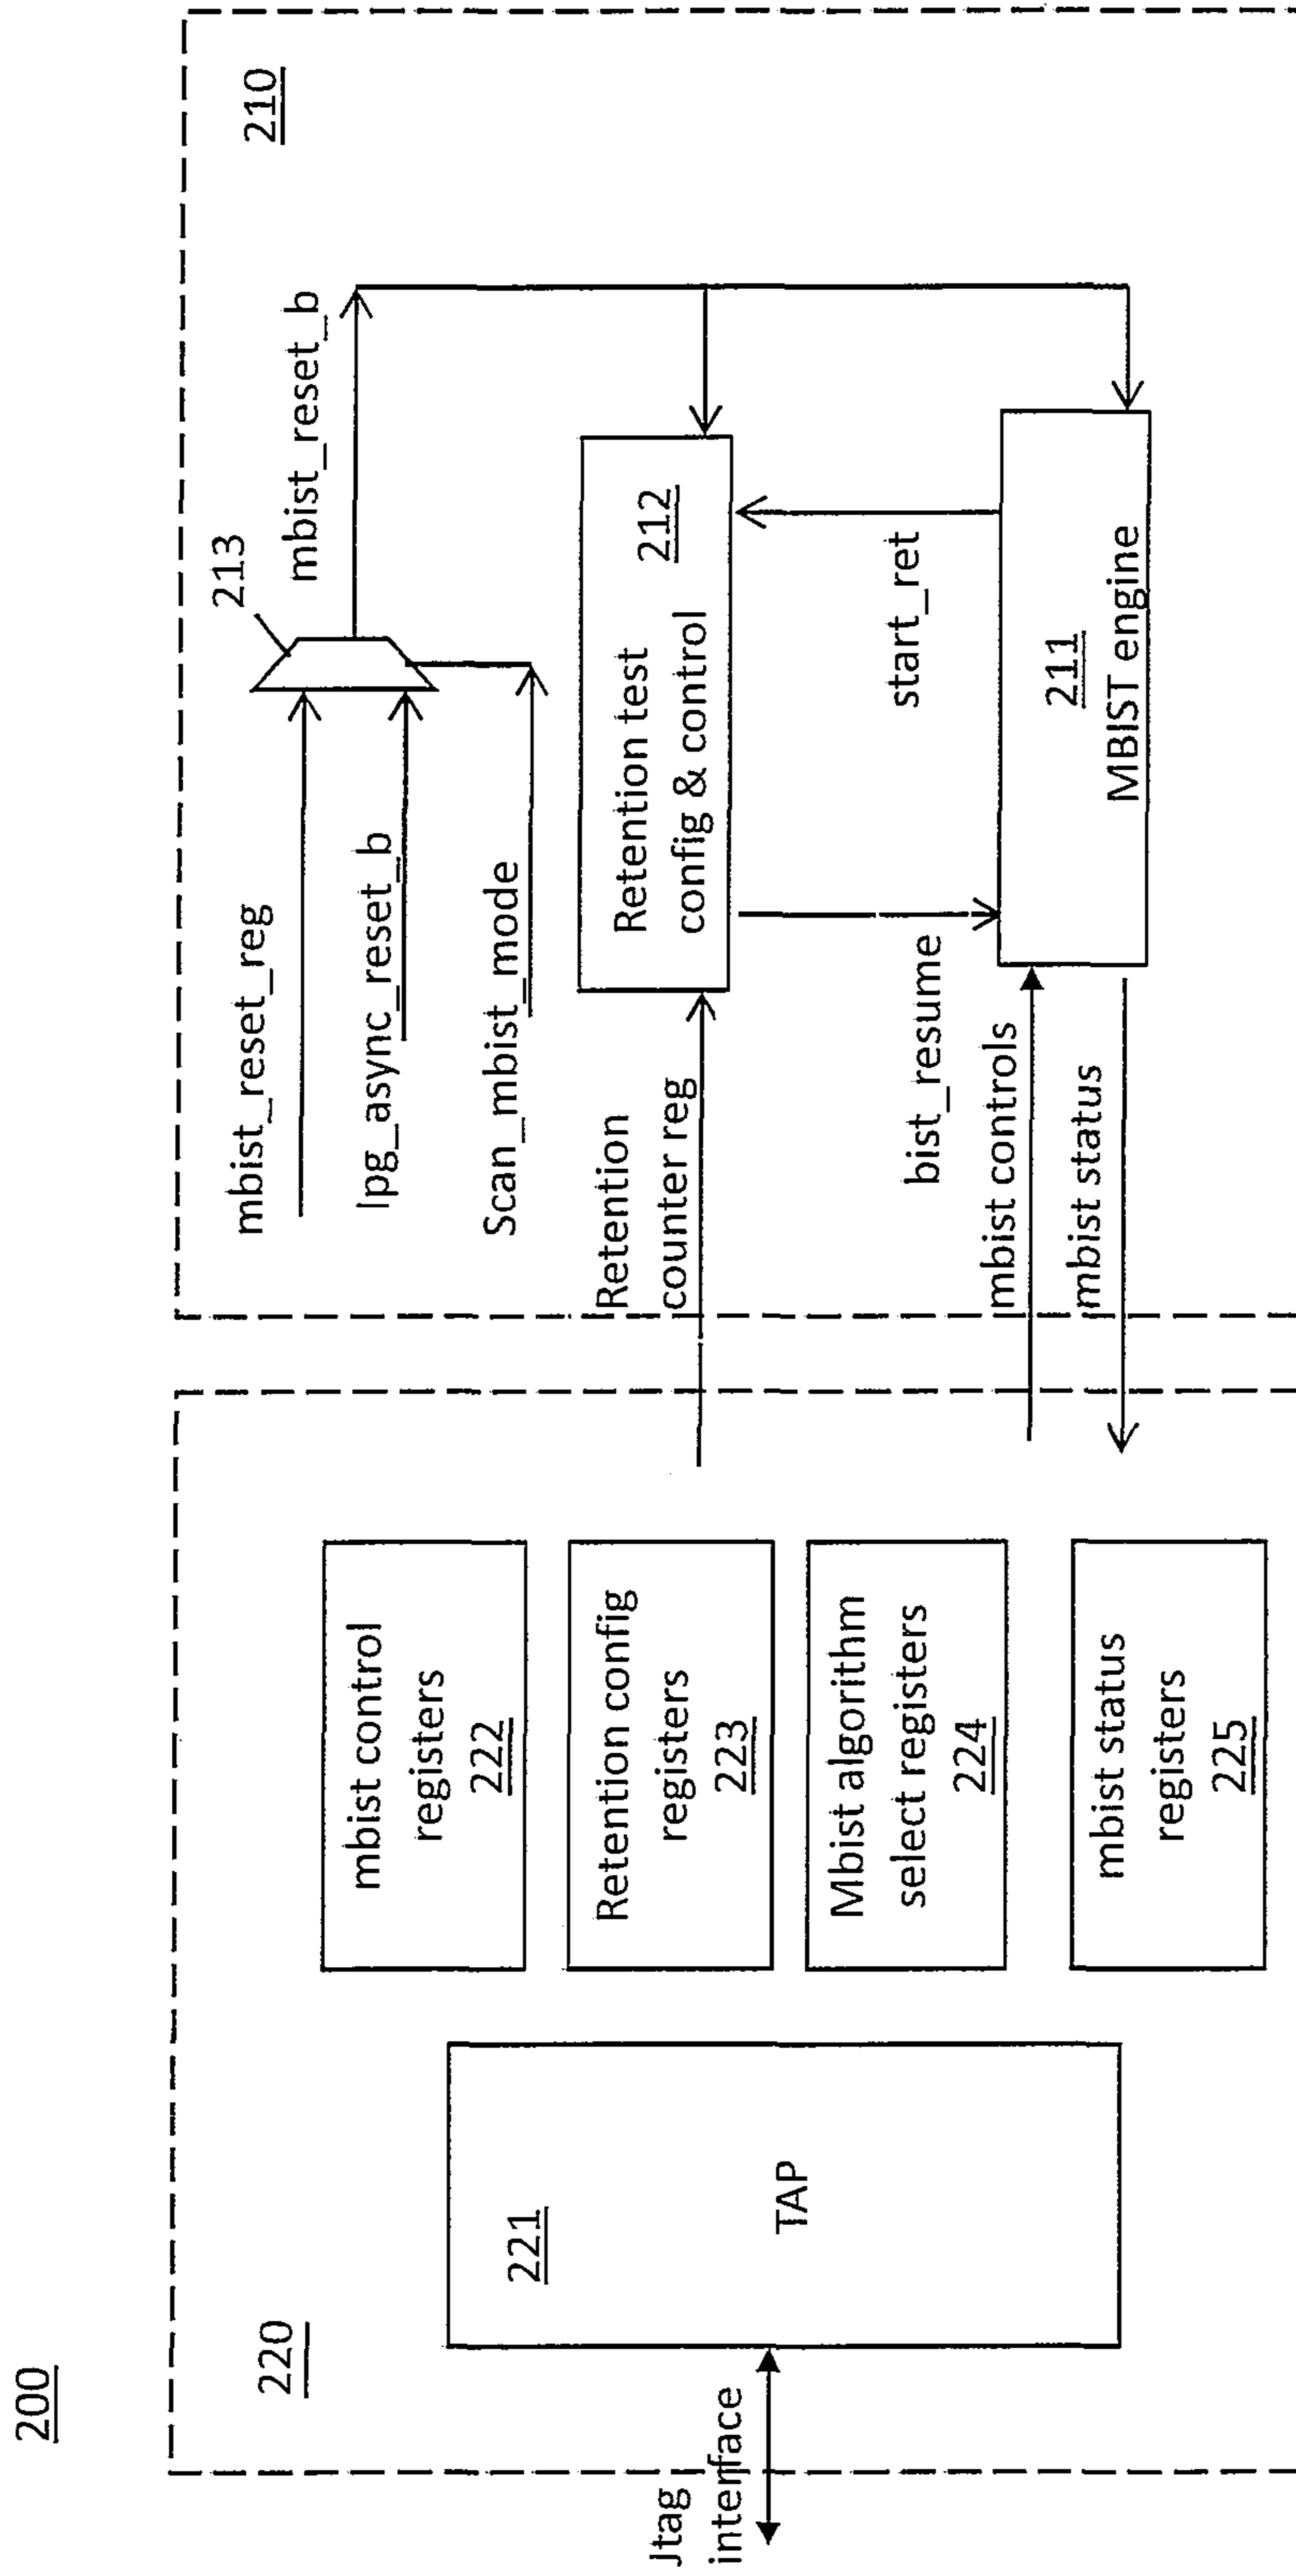 200
220
Jtag
interface
221
TAP
mbist control
registers
222
Retention config
registers
223
Mbist algorithm
select registers
224
mbist status
registers
225
210
mbist_reset_reg
Ipg_async_reset_b
Scan_mbist_mode
213
mbist_reset_b
Retention
counter reg
Retention test
config & control
212
bist_resume
start_ret
mbist controls
mbist status
211
MBIST engine